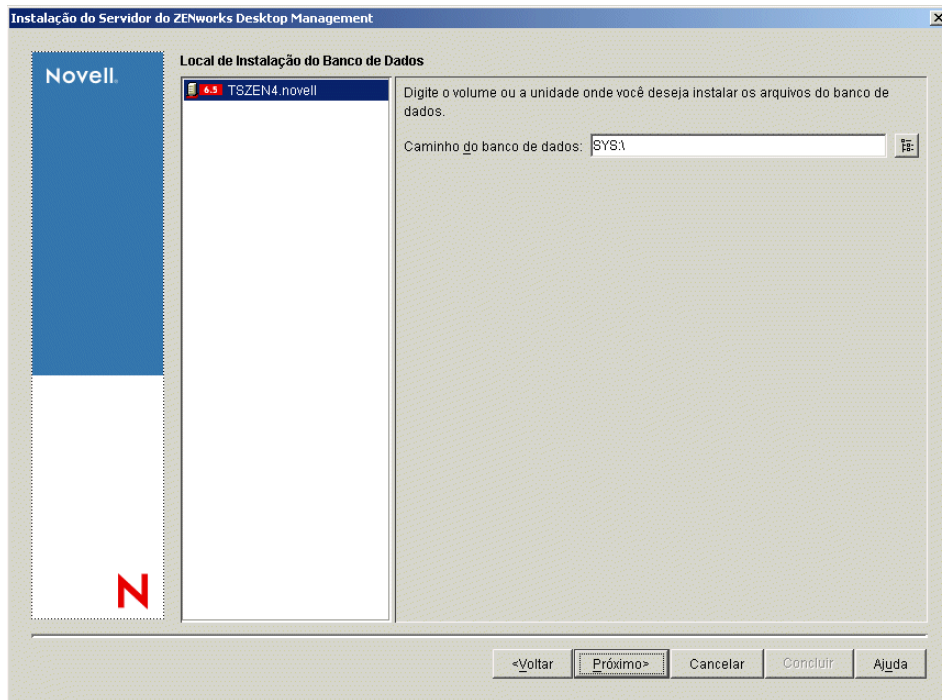 Instalação do Servidor do ZENworks Desktop Management
Novell.
Local de Instalação do Banco de Dados
6.5 TSZEN4.novell
Digite o volume ou a unidade onde você deseja instalar os arquivos do banco de
dados.
Caminho do banco de dados: SYS:\
N
<Voltar Próximo> Cancelar Concluir Ajuda